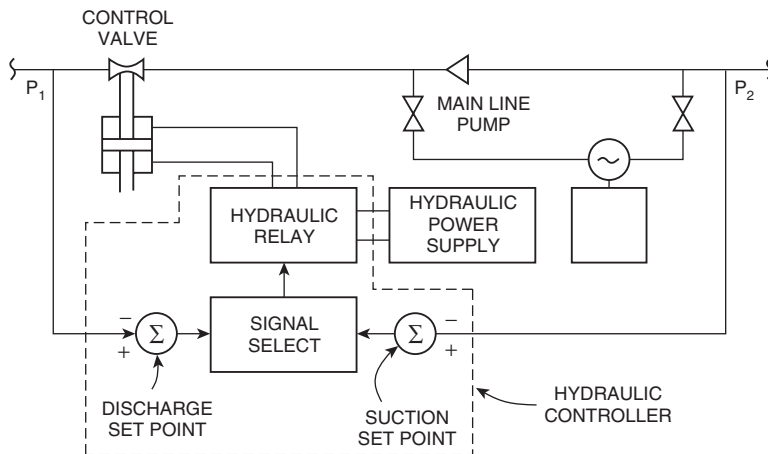 CONTROL
VALVE
P1
MAIN LINE
PUMP
P2
~
HYDRAULIC
RELAY
HYDRAULIC
POWER
SUPPLY
−
+
Σ
SIGNAL
SELECT
Σ
−
+
DISCHARGE
SET POINT
SUCTION
SET POINT
HYDRAULIC
CONTROLLER